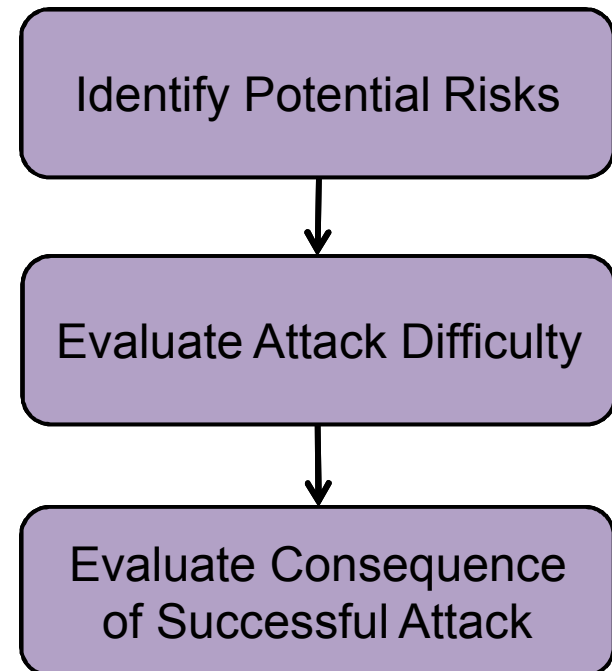 Identify Potential Risks
Evaluate Attack Difficulty
Evaluate Consequence
of Successful Attack